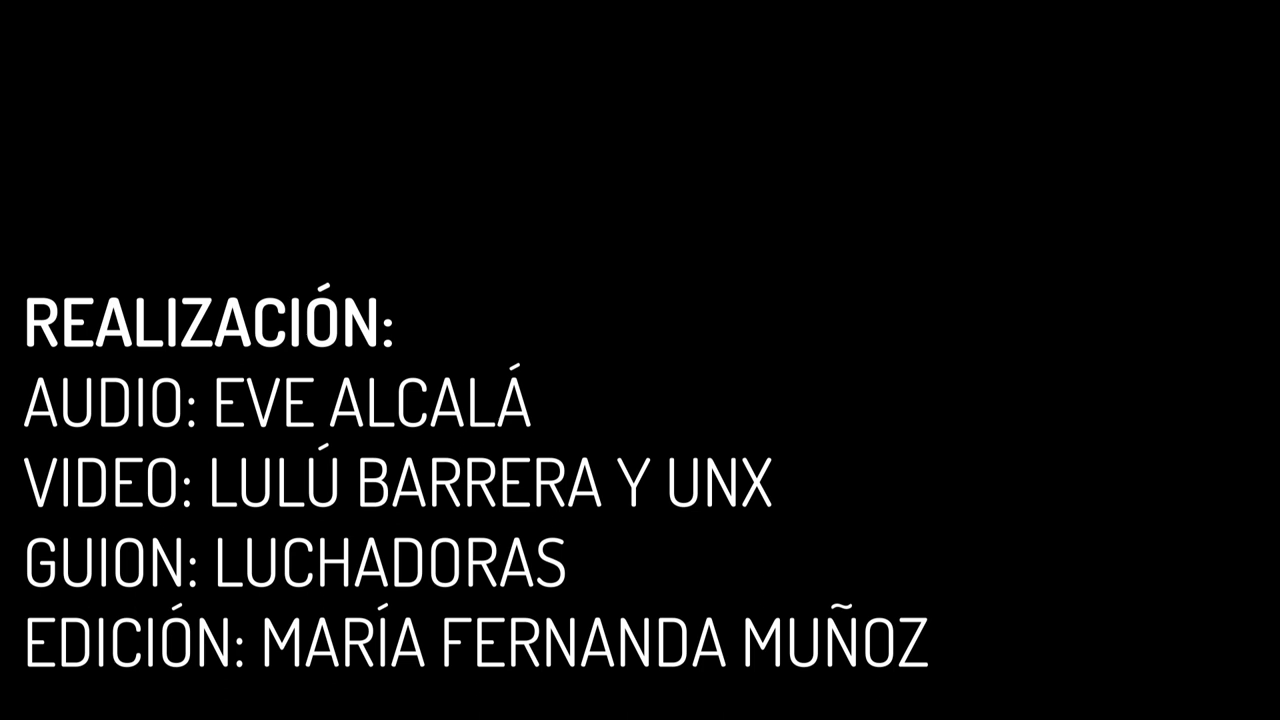 REALIZACIÓN:
AUDIO: EVE ALCALÁ
VIDEO: LULÚ BARRERA Y UNX
GUION: LUCHADORAS
EDICIÓN: MARÍA FERNANDA MUÑOZ